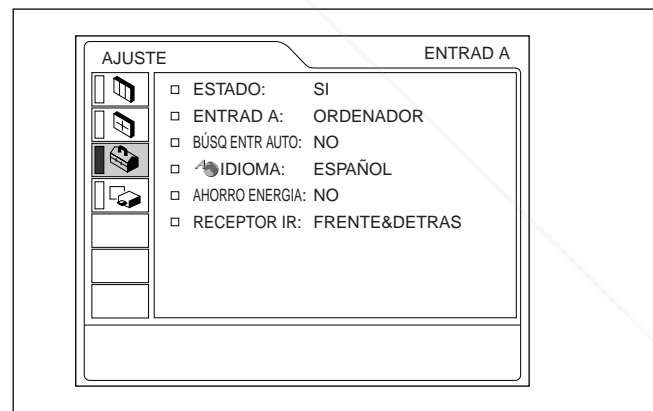 AJUSTE ENTRAD A
ESTADO: SI
ENTRAD A: ORDENADOR
BÚSQ ENTR AUTO: NO
IDIOMA: ESPAÑOL
AHORRO ENERGIA: NO
RECEPTOR IR: FRENTE&DETRAS